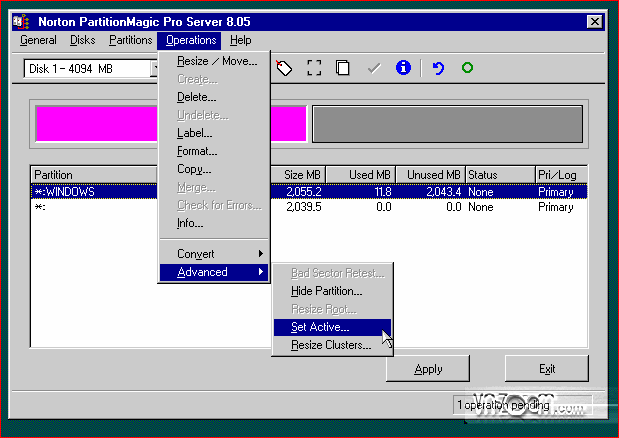 Norton PartitionMagic Pro Server 8.05
General Disks Partitions Operations Help
Disk 1 - 4094 MB
Resize / Move...
Create...
Delete...
Undelete...
Label...
Format...
Copy...
Merge...
Check for Errors...
Info...
Convert
Advanced
Bad Sector Retest...
Hide Partition...
Resize Root...
Set Active...
Resize Clusters...
Partition Size MB Used MB Unused MB Status Pri/Log
*:WINDOWS 2,055.2 11.8 2,043.4 None Primary
*: 2,039.5 0.0 0.0 None Primary
Apply Exit
1 operation pending
VnZoom.com